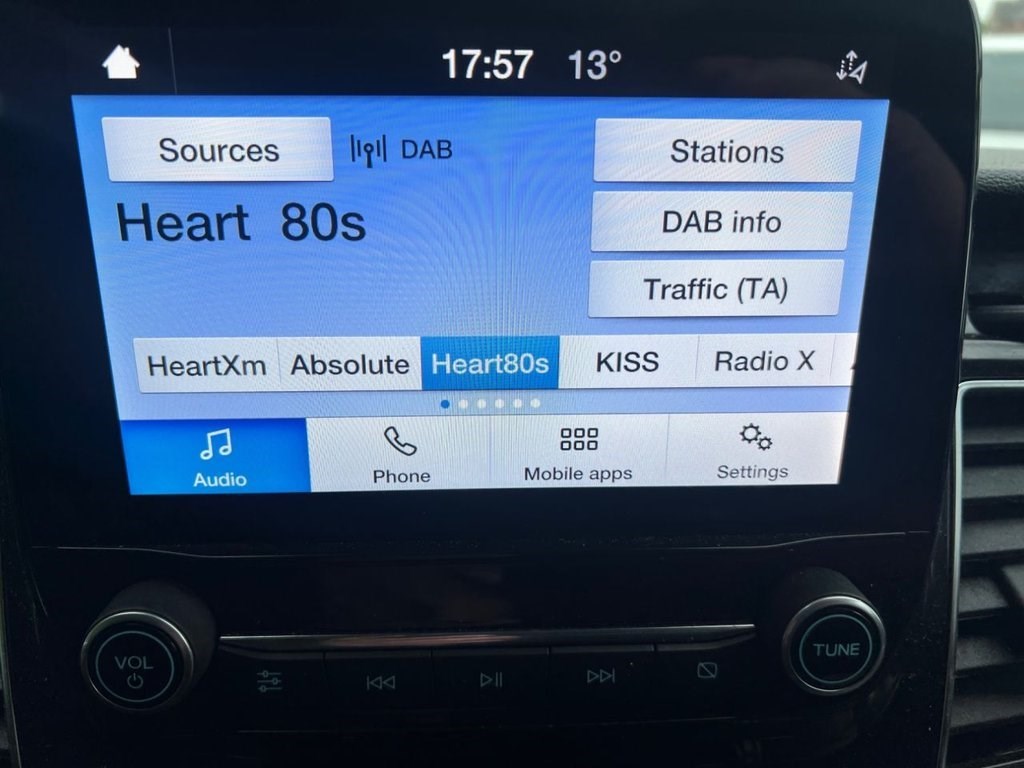 17:57 13°
Sources DAB Stations
Heart 80s DAB info
Traffic (TA)
HeartXm Absolute Heart80s KISS Radio X
Audio Phone Mobile apps Settings
VOL TUNE